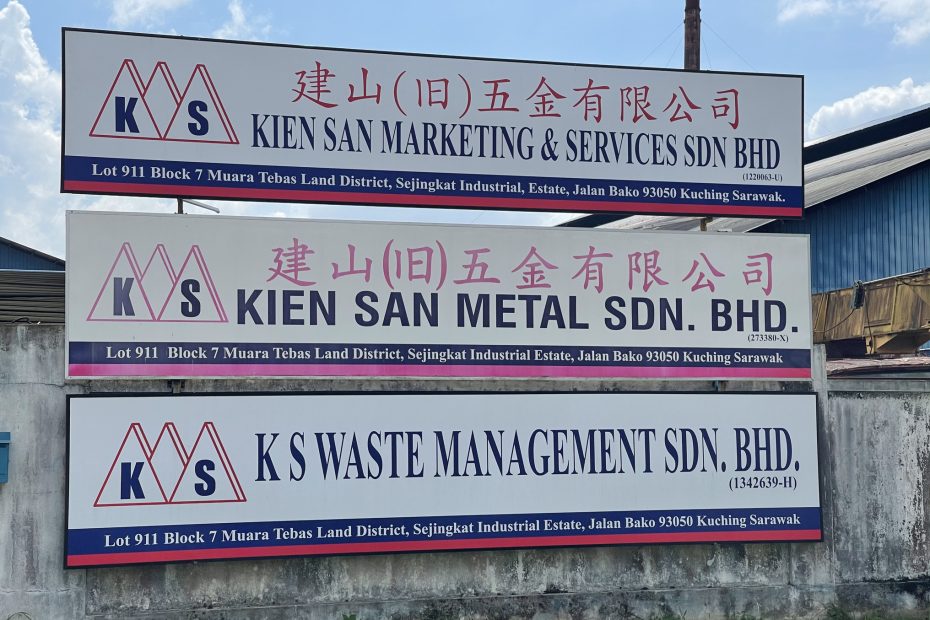 K S
建山(旧)五金有限公司
KIEN SAN MARKETING & SERVICES SDN BHD
(1220063-U)
Lot 911 Block 7 Muara Tebas Land District, Sejingkat Industrial, Estate, Jalan Bako 93050 Kuching Sarawak.
K S
建山(旧)五金有限公司
KIEN SAN METAL SDN. BHD.
(273380-X)
Lot 911 Block 7 Muara Tebas Land District, Sejingkat Industrial Estate, Jalan Bako 93050 Kuching Sarawak
K S
K S WASTE MANAGEMENT SDN. BHD.
(1342639-H)
Lot 911 Block 7 Muara Tebas Land District, Sejingkat Industrial Estate, Jalan Bako 93050 Kuching Sarawak